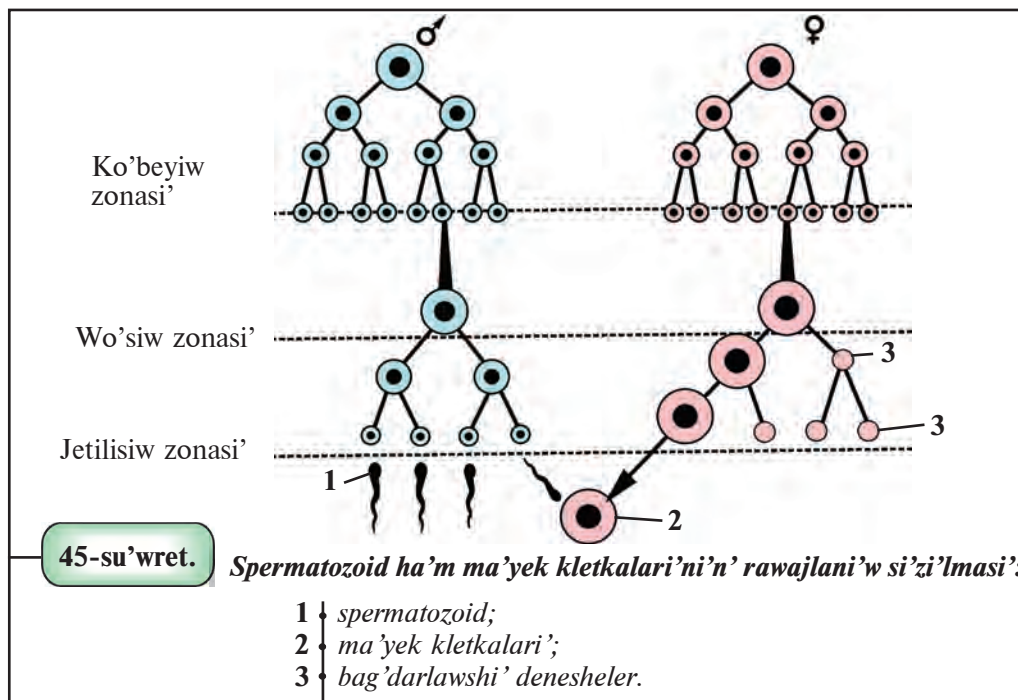 ♂
♀
Ko’beyiw
zonasi’
Wo’siw zonasi’
3
Jetilisiw zonasi’
3
1
2
45-su’wret.
Spermatozoid ha’m ma’yek kletkalari’ni’n’ rawajlani’w si’zi’lmasi’:
1 spermatozoid;
2 ma’yek kletkalari’;
3 bag’darlawshi’ denesheler.